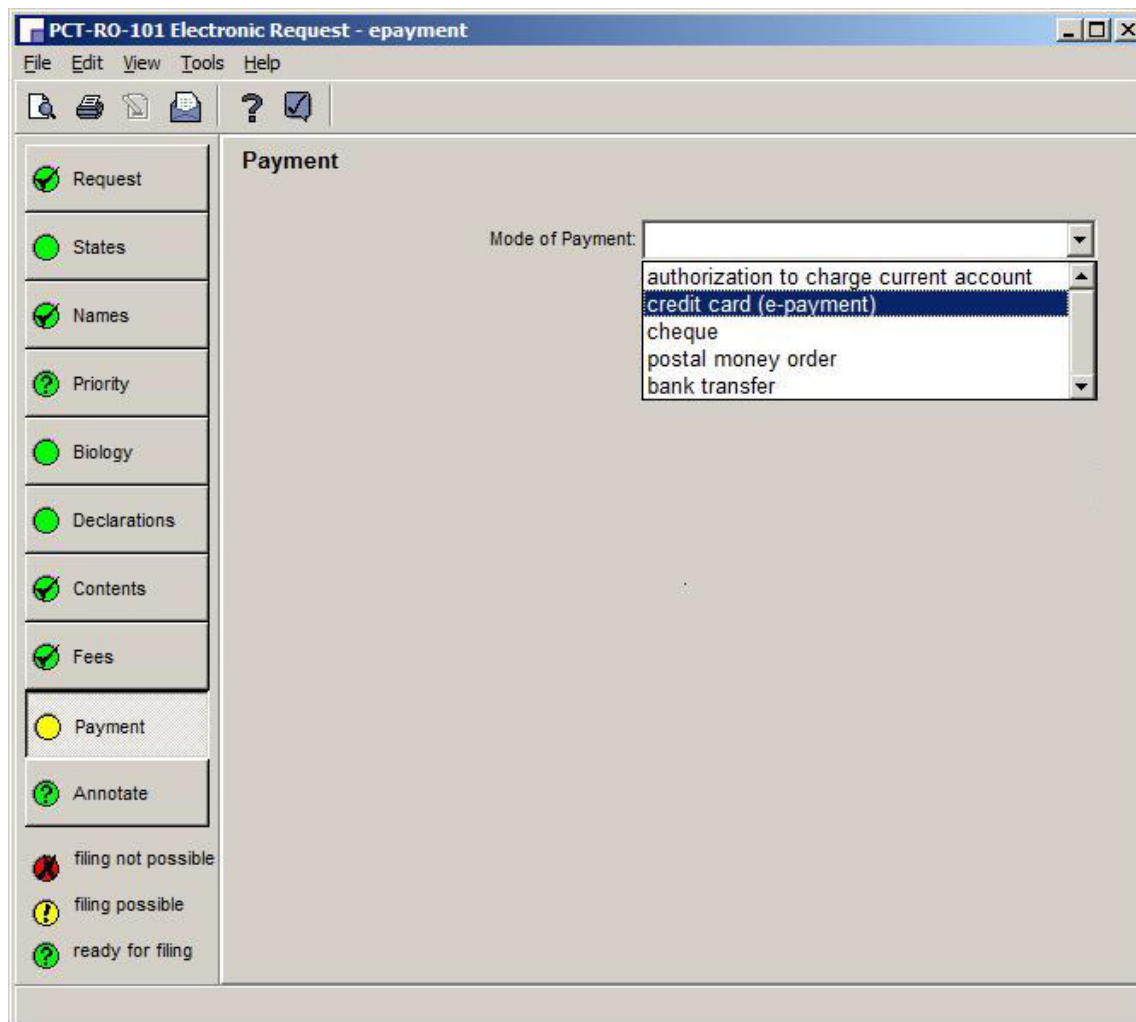 PCT-RO-101 Electronic Request - epayment
File Edit View Tools Help
Request
States
Names
Priority
Biology
Declarations
Contents
Fees
Payment
Annotate
filing not possible
filing possible
ready for filing
Payment
Mode of Payment:
authorization to charge current account
credit card (e-payment)
cheque
postal money order
bank transfer